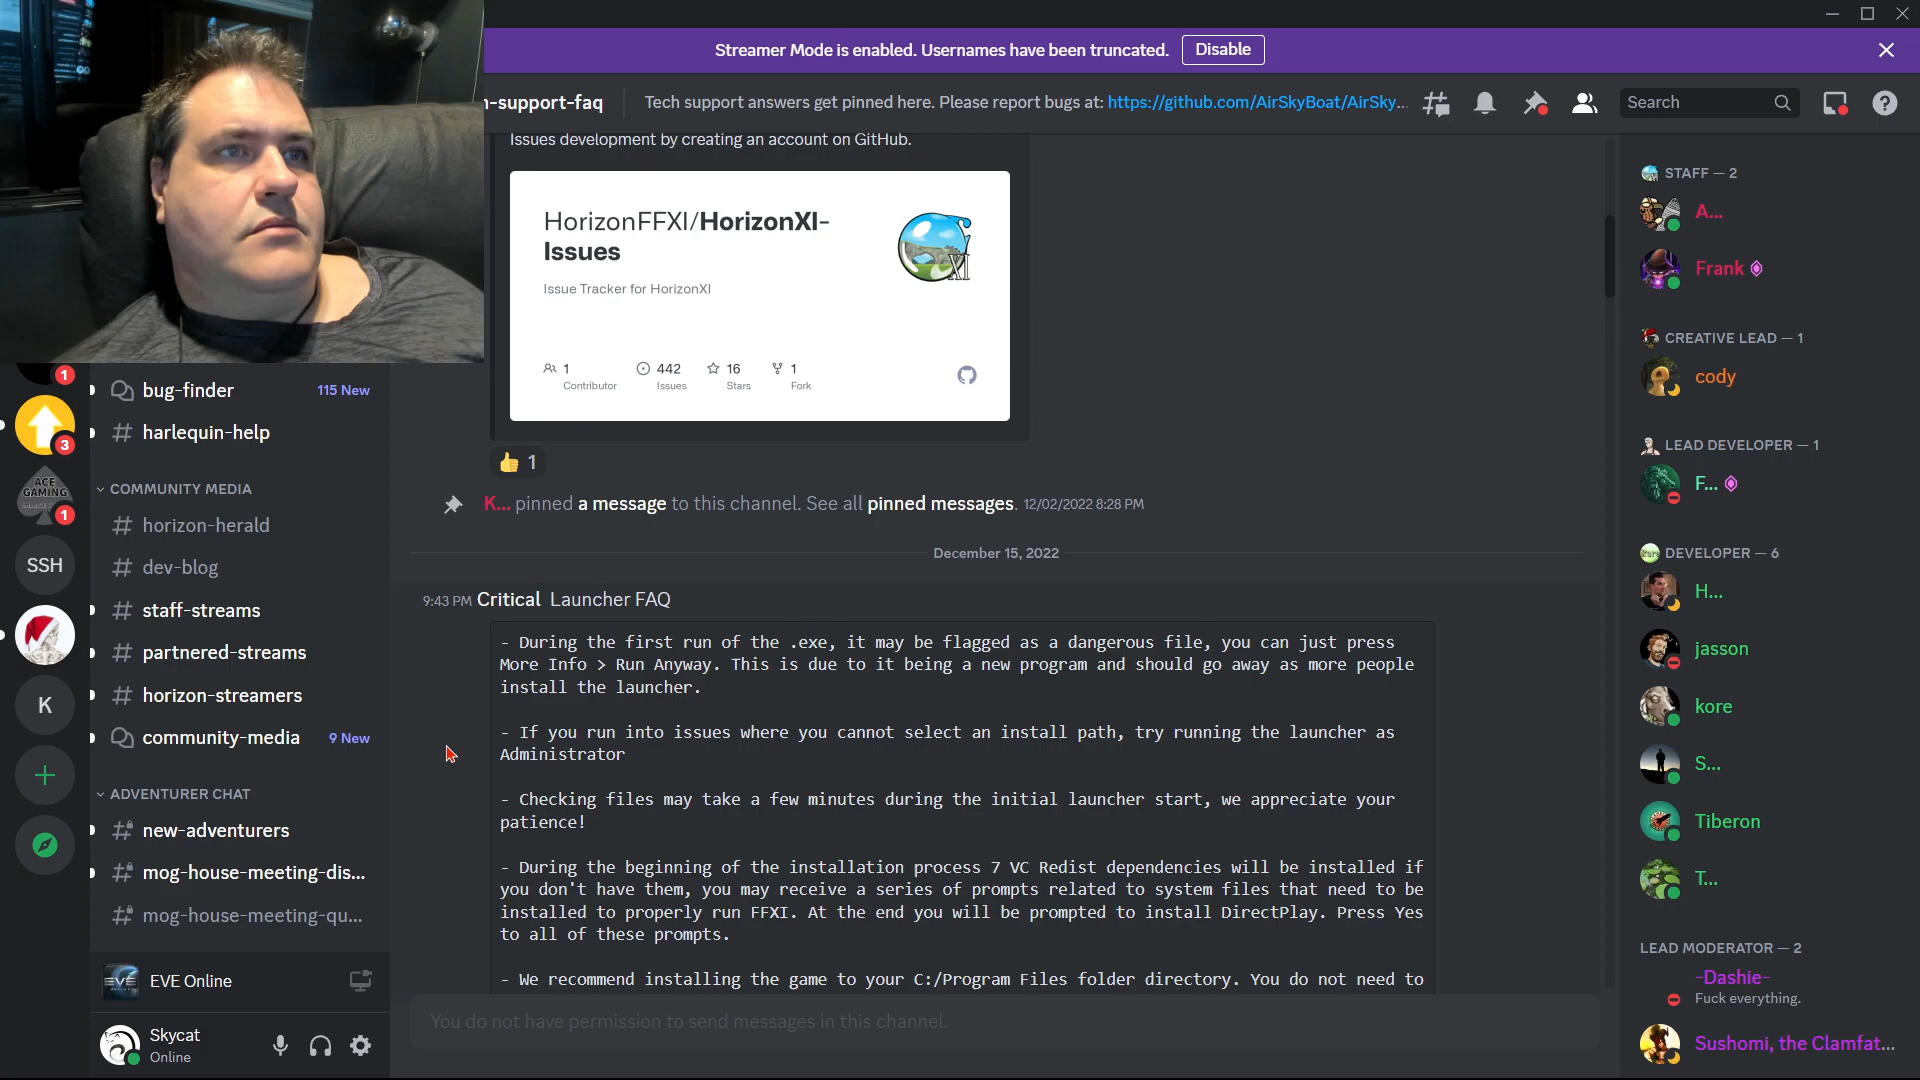 Streamer Mode is enabled. Usernames have been truncated.
Disable
-support-faq
Tech support answers get pinned here. Please report bugs at: https://github.com/AirSkyBoat/AirSky...
Search
Issues development by creating an account on GitHub.
HorizonFFXI/HorizonXI-
Issues
Issue Tracker for HorizonXI
XI
1
Contributor
442
Issues
16
Stars
1
Fork
👍 1
K... pinned a message to this channel. See all pinned messages. 12/02/2022 8:28 PM
December 15, 2022
9:43 PM Critical Launcher FAQ
- During the first run of the .exe, it may be flagged as a dangerous file, you can just press
More Info > Run Anyway. This is due to it being a new program and should go away as more people
install the launcher.
- If you run into issues where you cannot select an install path, try running the launcher as
Administrator
- Checking files may take a few minutes during the initial launcher start, we appreciate your
patience!
- During the beginning of the installation process 7 VC Redist dependencies will be installed if
you don't have them, you may receive a series of prompts related to system files that need to be
installed to properly run FFXI. At the end you will be prompted to install DirectPlay. Press Yes
to all of these prompts.
- We recommend installing the game to your C:/Program Files folder directory. You do not need to
You do not have permission to send messages in this channel.
1
3
ACE
GAMING
1
SSH
K
bug-finder
115 New
harlequin-help
COMMUNITY MEDIA
horizon-herald
dev-blog
staff-streams
partnered-streams
horizon-streamers
community-media
9 New
ADVENTURER CHAT
new-adventurers
mog-house-meeting-dis...
mog-house-meeting-qu...
EVE
EVE Online
Skycat
Online
STAFF — 2
A...
Frank
CREATIVE LEAD — 1
cody
LEAD DEVELOPER — 1
F...
DEVELOPER — 6
H...
jasson
kore
S...
Tiberon
T...
LEAD MODERATOR — 2
-Dashie-
Fuck everything.
Sushomi, the Clamfat...